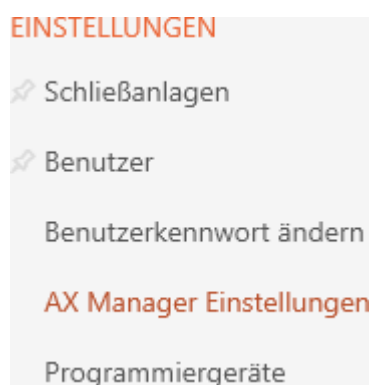 EINSTELLUNGEN
Schließanlagen
Benutzer
Benutzerkennwort ändern
AX Manager Einstellungen
Programmiergeräte